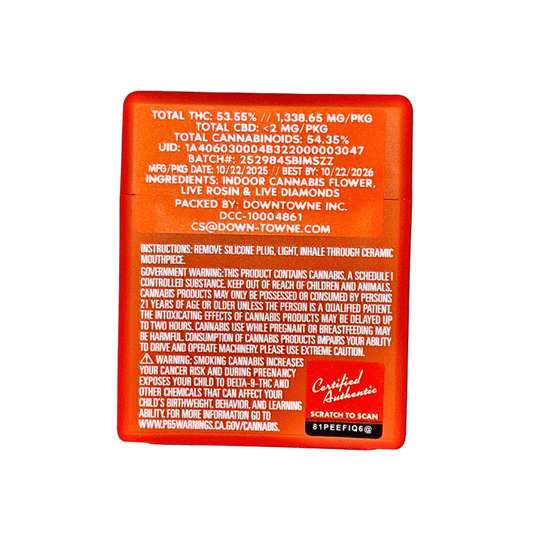 TOTAL THC: 53.55% // 1,338.65 MG/PKG
TOTAL CBD: <2 MG/PKG
TOTAL CANNABINOIDS: 54.35%
UID: 1A406030004B322000003047
BATCH#: 252984SBIMSZZ
MFG/PKG DATE: 10/22/2025 // BEST BY: 10/22/2026
INGREDIENTS: INDOOR CANNABIS FLOWER,
LIVE ROSIN & LIVE DIAMONDS
PACKED BY: DOWNTOWNE INC.
DCC-10004861
CS@DOWN-TOWNE.COM
INSTRUCTIONS: REMOVE SILICONE PLUG, LIGHT, INHALE THROUGH CERAMIC
MOUTHPIECE.
GOVERNMENT WARNING:THIS PRODUCT CONTAINS CANNABIS, A SCHEDULE I
CONTROLLED SUBSTANCE. KEEP OUT OF REACH OF CHILDREN AND ANIMALS.
CANNABIS PRODUCTS MAY ONLY BE POSSESSED OR CONSUMED BY PERSONS
21 YEARS OF AGE OR OLDER UNLESS THE PERSON IS A QUALIFIED PATIENT.
THE INTOXICATING EFFECTS OF CANNABIS PRODUCTS MAY BE DELAYED UP
TO TWO HOURS. CANNABIS USE WHILE PREGNANT OR BREASTFEEDING MAY
BE HARMFUL. CONSUMPTION OF CANNABIS PRODUCTS IMPAIRS YOUR ABILITY
TO DRIVE AND OPERATE MACHINERY. PLEASE USE EXTREME CAUTION.
⚠ WARNING: SMOKING CANNABIS INCREASES
YOUR CANCER RISK AND DURING PREGNANCY
EXPOSES YOUR CHILD TO DELTA-9-THC AND
OTHER CHEMICALS THAT CAN AFFECT YOUR
CHILD'S BIRTHWEIGHT, BEHAVIOR, AND LEARNING
ABILITY. FOR MORE INFORMATION GO TO
WWW.P65WARNINGS.CA.GOV/CANNABIS.
Certified
Authentic
SCRATCH TO SCAN
81PEEFIQ6@